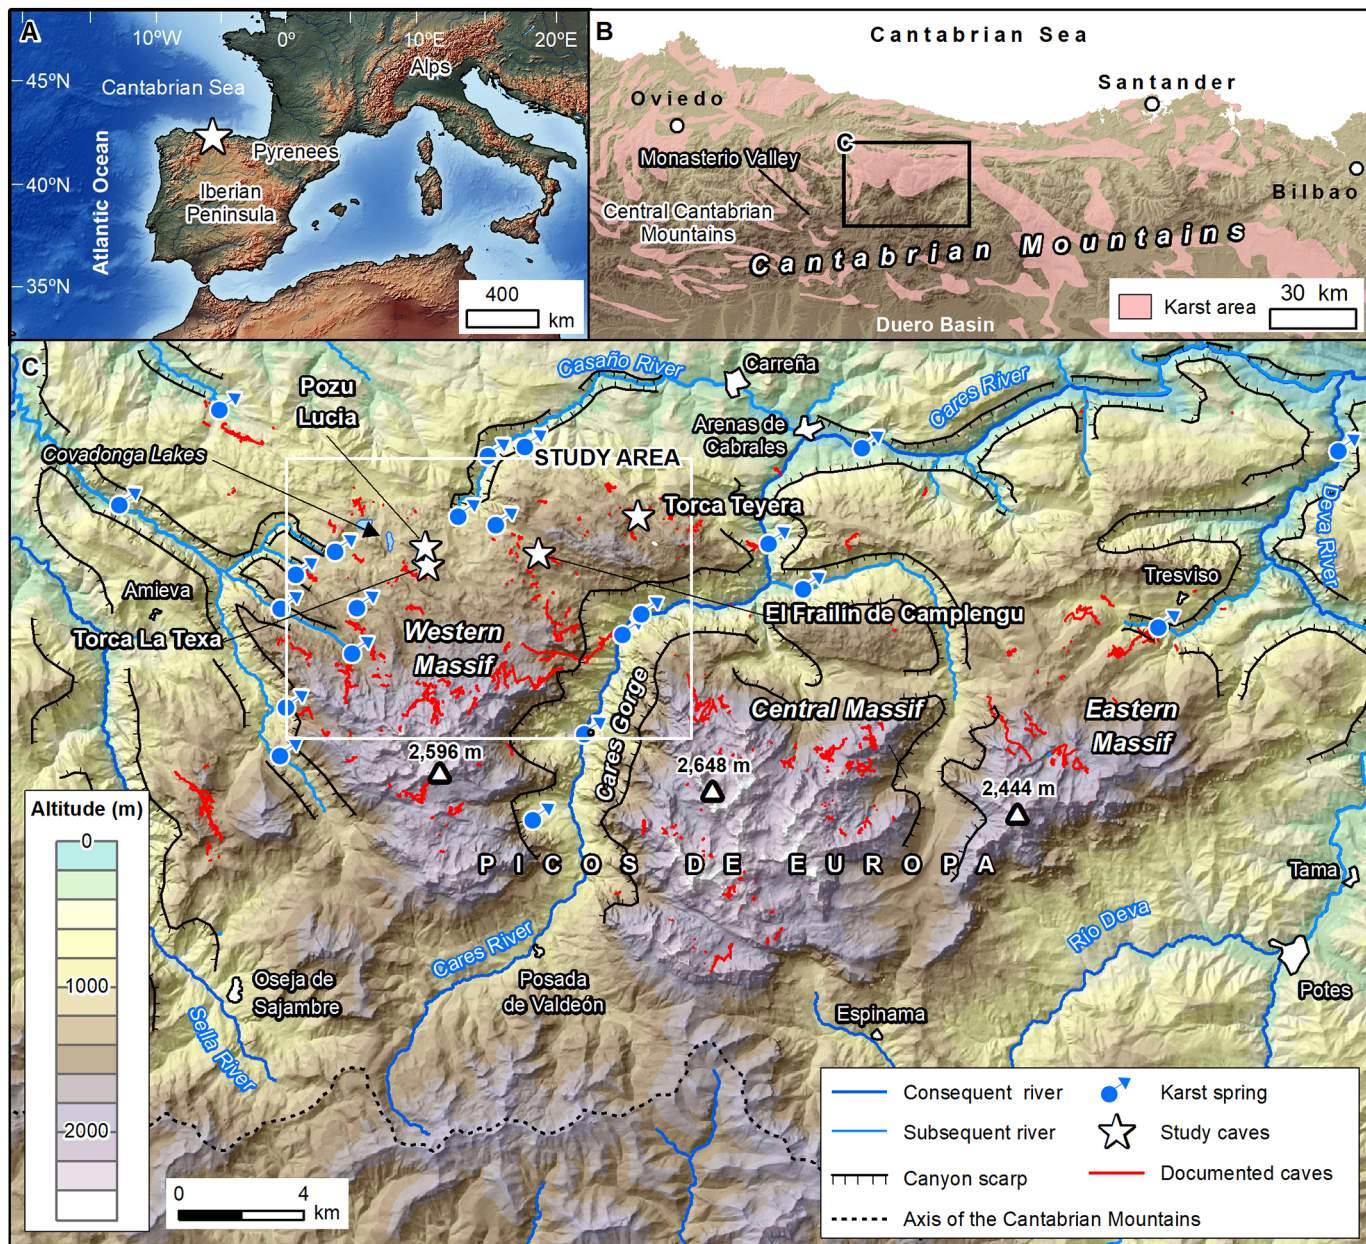 A
10°W
0°
10°E
20°E
45°N
40°N
35°N
Cantabrian Sea
Alps
Pyrenees
Iberian
Peninsula
Atlantic Ocean
400
km
B
Cantabrian Sea
Santander
Oviedo
C
Monasterio Valley
Bilbao
Central Cantabrian
Mountains
Cantabrian Mountains
Duero Basin
Karst area
30 km
C
Pozu
Lucia
Casaño River
Carreña
Cares River
Arenas de
Cabrales
Covadonga Lakes
STUDY AREA
Torca Teyera
Deva River
Amieva
Tresviso
Torca La Texa
El Frailín de Camplengu
Western
Massif
Cares Gorge
Central Massif
Eastern
Massif
2,596 m
2,648 m
2,444 m
PICOS DE EUROPA
Altitude (m)
0
1000
2000
Tama
Río Deva
Cares River
Oseja de
Sajambre
Posada
de Valdeón
Potes
Sella River
Espinama
0 4
km
Consequent river
Subsequent river
Canyon scarp
Axis of the Cantabrian Mountains
Karst spring
Study caves
Documented caves